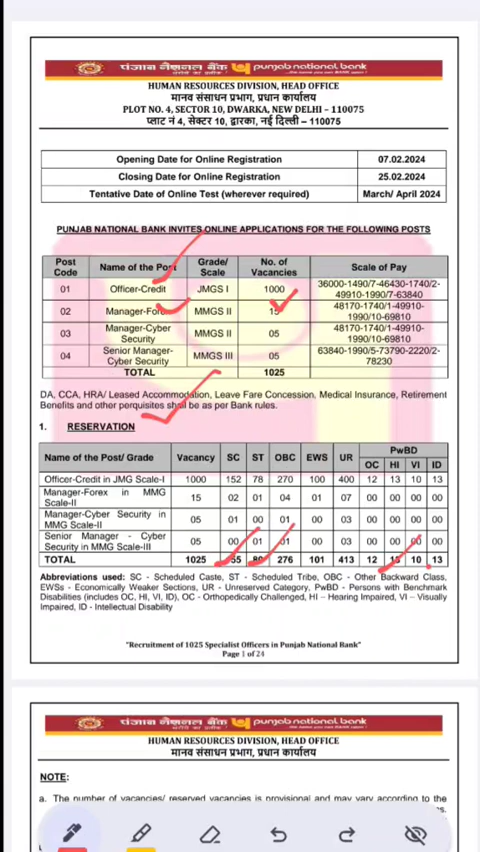 पंजाब नैशनल बैंक punjab national bank
HUMAN RESOURCES DIVISION, HEAD OFFICE
मानव संसाधन प्रभाग, प्रधान कार्यालय
PLOT NO. 4, SECTOR 10, DWARKA, NEW DELHI – 110075
प्लाट नं 4, सेक्टर 10, द्वारका, नई दिल्ली – 110075
Opening Date for Online Registration 07.02.2024
Closing Date for Online Registration 25.02.2024
Tentative Date of Online Test (wherever required) March/ April 2024
PUNJAB NATIONAL BANK INVITES ONLINE APPLICATIONS FOR THE FOLLOWING POSTS
Post Code Name of the Post Grade/ Scale No. of Vacancies Scale of Pay
01 Officer-Credit JMGS I 1000 36000-1490/7-46430-1740/2-49910-1990/7-63840
02 Manager-Forex MMGS II 15 48170-1740/1-49910-1990/10-69810
03 Manager-Cyber Security MMGS II 05 48170-1740/1-49910-1990/10-69810
04 Senior Manager-Cyber Security MMGS III 05 63840-1990/5-73790-2220/2-78230
TOTAL 1025
DA, CCA, HRA/ Leased Accommodation, Leave Fare Concession, Medical Insurance, Retirement
Benefits and other perquisites shall be as per Bank rules.
1. RESERVATION
Name of the Post/ Grade Vacancy SC ST OBC EWS UR PwBD
OC HI VI ID
Officer-Credit in JMG Scale-I 1000 152 78 270 100 400 12 13 10 13
Manager-Forex in MMG Scale-II 15 02 01 04 01 07 00 00 00 00
Manager-Cyber Security in MMG Scale-II 05 01 00 01 00 03 00 00 00 00
Senior Manager - Cyber Security in MMG Scale-III 05 00 01 01 00 03 00 00 00 00
TOTAL 1025 55 80 276 101 413 12 13 10 13
Abbreviations used: SC - Scheduled Caste, ST - Scheduled Tribe, OBC - Other Backward Class,
EWSs - Economically Weaker Sections, UR - Unreserved Category, PwBD - Persons with Benchmark
Disabilities (includes OC, HI, VI, ID), OC - Orthopedically Challenged, HI – Hearing Impaired, VI – Visually
Impaired, ID - Intellectual Disability
"Recruitment of 1025 Specialist Officers in Punjab National Bank"
Page 1 of 24
पंजाब नैशनल बैंक punjab national bank
HUMAN RESOURCES DIVISION, HEAD OFFICE
मानव संसाधन प्रभाग, प्रधान कार्यालय
NOTE:
a. The number of vacancies/ reserved vacancies is provisional and may vary according to the